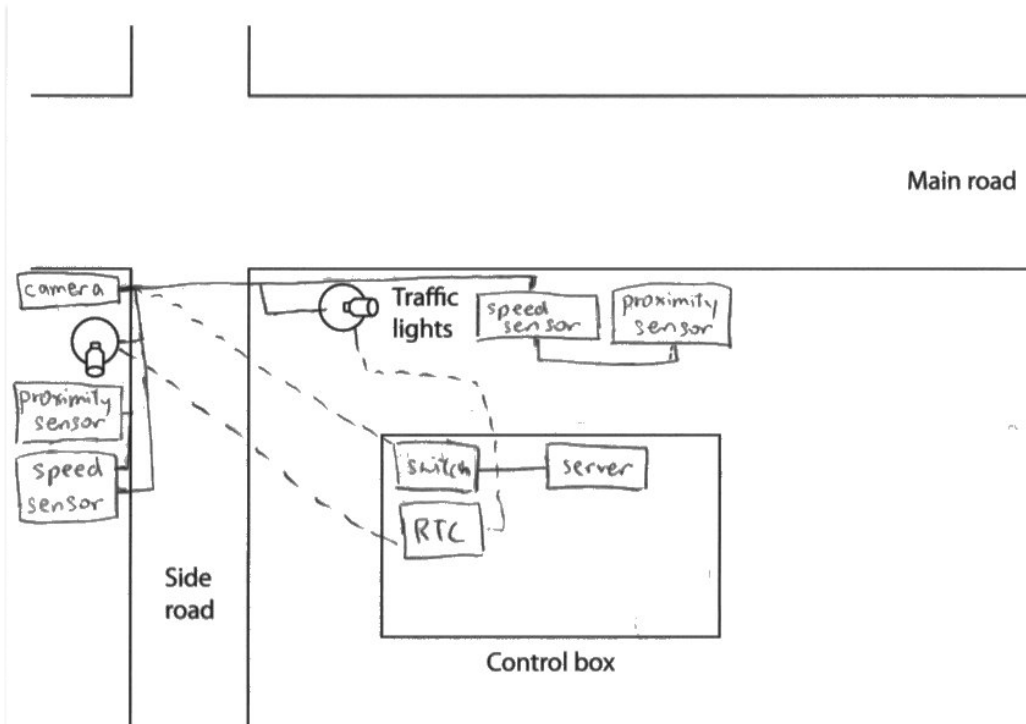 Main road
camera
Traffic
lights
speed
sensor
proximity
sensor
proximity
sensor
speed
sensor
switch
server
RTC
Side
road
Control box